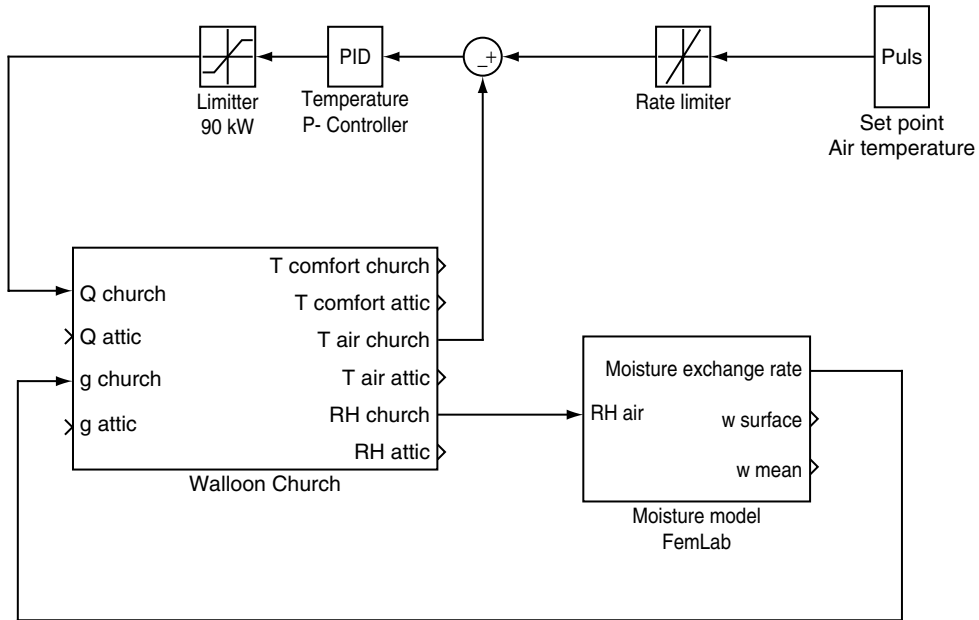 PID
− +
Puls
Limitter
90 kW
Temperature
P- Controller
Rate limiter
Set point
Air temperature
T comfort church
Q church
T comfort attic
Q attic
T air church
g church
T air attic
RH church
g attic
RH attic
Walloon Church
Moisture exchange rate
RH air
w surface
w mean
Moisture model
FemLab